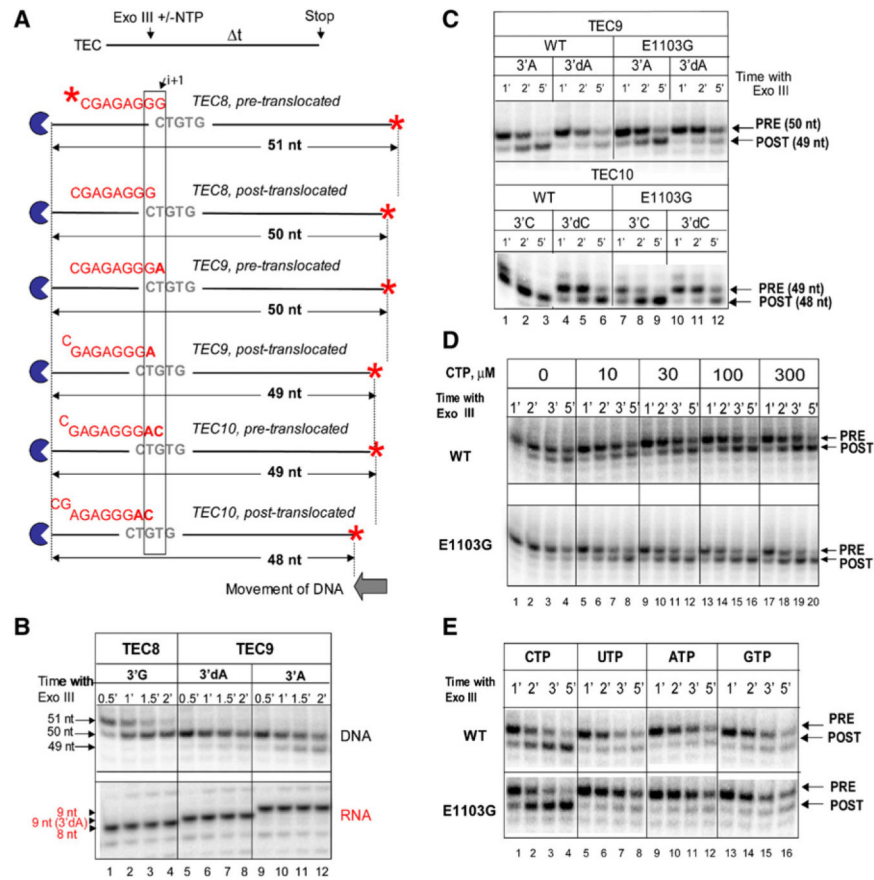 A
Exo III +/-NTP
Stop
TEC
Δt
i+1
*CGAGAGGG
TEC8, pre-translocated
CTGTG
*
51 nt
CGAGAGGG
TEC8, post-translocated
CTGTG
*
50 nt
CGAGAGGGA
TEC9, pre-translocated
CTGTG
*
50 nt
C
GAGAGGGA
TEC9, post-translocated
CTGTG
*
49 nt
C
GAGAGGGAC
TEC10, pre-translocated
CTGTG
*
49 nt
CG
AGAGGGAC
TEC10, post-translocated
CTGTG
*
48 nt
Movement of DNA
B
TEC8 TEC9
Time with
Exo III
3'G 3'dA 3'A
0.5' 1' 1.5' 2' 0.5' 1' 1.5' 2' 0.5' 1' 1.5' 2'
51 nt
50 nt
49 nt
DNA
9 nt
9 nt (3'dA)
8 nt
RNA
1 2 3 4 5 6 7 8 9 10 11 12
C
TEC9
WT E1103G
3'A 3'dA 3'A 3'dA
1' 2' 5' 1' 2' 5' 1' 2' 5' 1' 2' 5'
Time with
Exo III
PRE (50 nt)
POST (49 nt)
TEC10
WT E1103G
3'C 3'dC 3'C 3'dC
1' 2' 5' 1' 2' 5' 1' 2' 5' 1' 2' 5'
PRE (49 nt)
POST (48 nt)
1 2 3 4 5 6 7 8 9 10 11 12
D
CTP, µM 0 10 30 100 300
Time with
Exo III
1' 2' 3' 5' 1' 2' 3' 5' 1' 2' 3' 5' 1' 2' 3' 5' 1' 2' 3' 5'
WT
PRE
POST
E1103G
PRE
POST
1 2 3 4 5 6 7 8 9 10 11 12 13 14 15 16 17 18 19 20
E
CTP UTP ATP GTP
Time with
Exo III
1' 2' 3' 5' 1' 2' 3' 5' 1' 2' 3' 5' 1' 2' 3' 5'
WT
PRE
POST
E1103G
PRE
POST
1 2 3 4 5 6 7 8 9 10 11 12 13 14 15 16